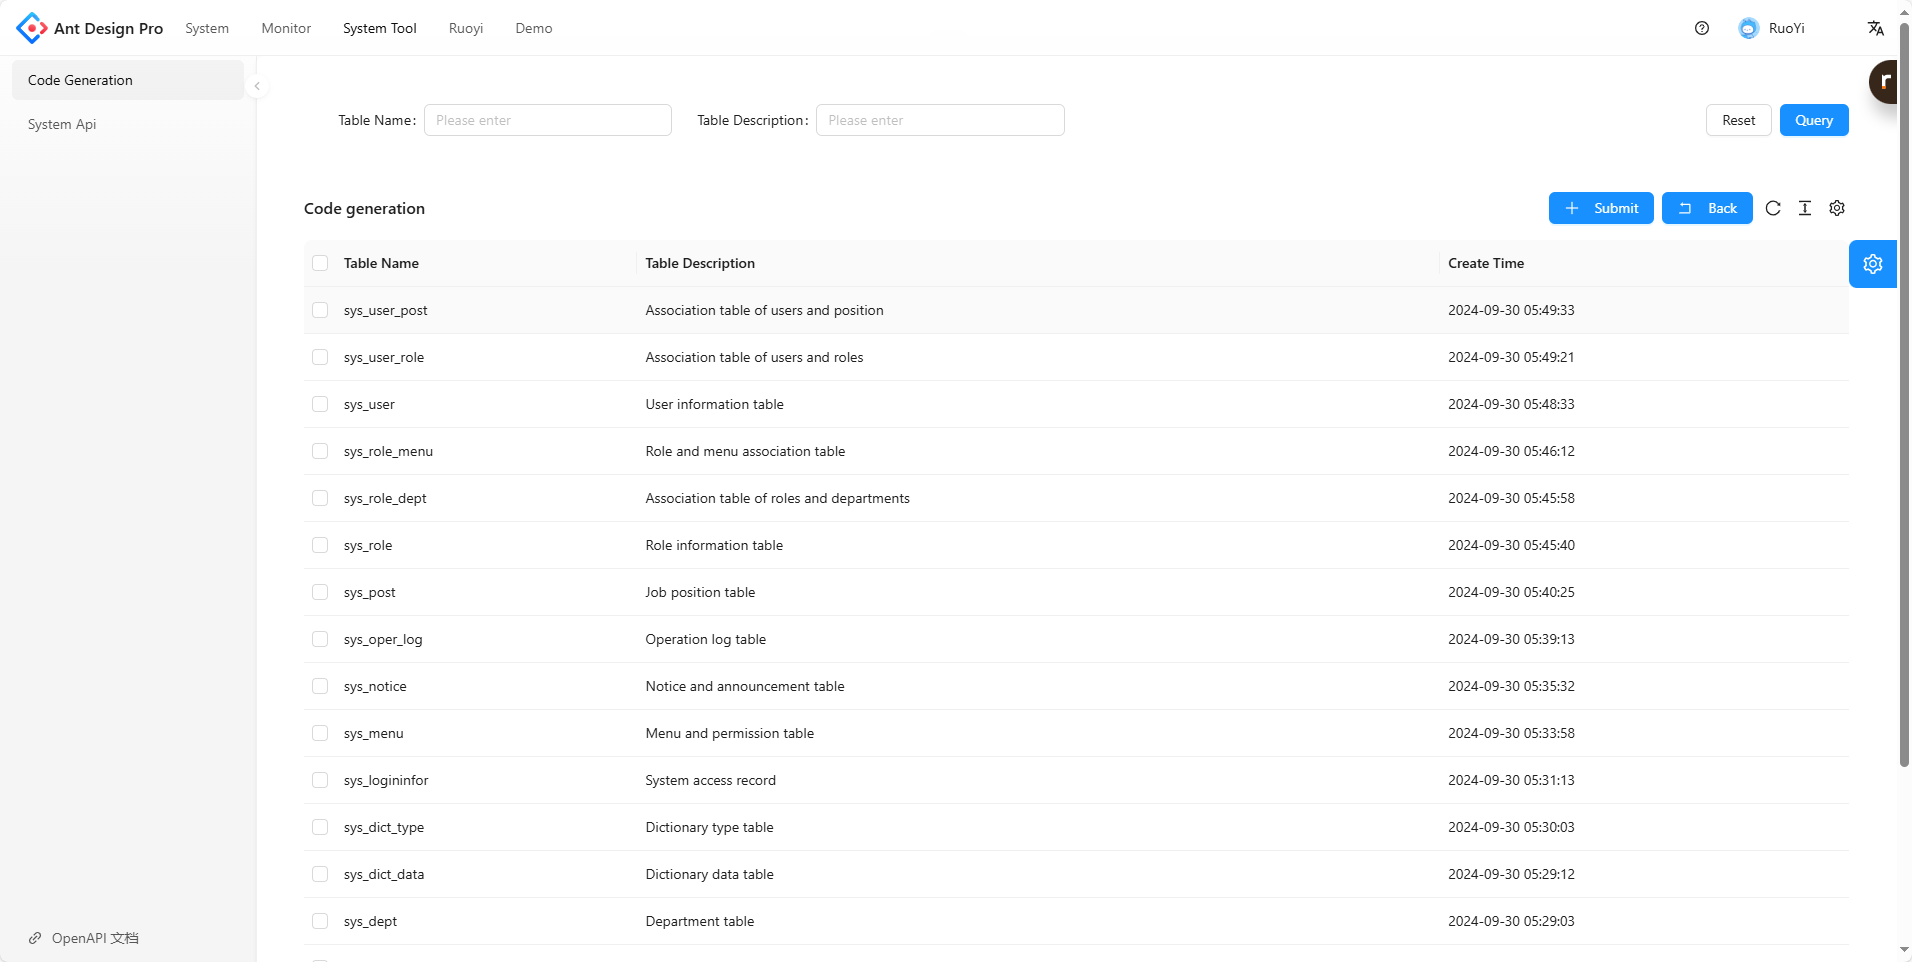 Ant Design Pro System Monitor System Tool Ruoyi Demo RuoYi
Code Generation
System Api
Table Name: Please enter Table Description: Please enter Reset Query
Code generation Submit Back
Table Name Table Description Create Time
sys_user_post Association table of users and position 2024-09-30 05:49:33
sys_user_role Association table of users and roles 2024-09-30 05:49:21
sys_user User information table 2024-09-30 05:48:33
sys_role_menu Role and menu association table 2024-09-30 05:46:12
sys_role_dept Association table of roles and departments 2024-09-30 05:45:58
sys_role Role information table 2024-09-30 05:45:40
sys_post Job position table 2024-09-30 05:40:25
sys_oper_log Operation log table 2024-09-30 05:39:13
sys_notice Notice and announcement table 2024-09-30 05:35:32
sys_menu Menu and permission table 2024-09-30 05:33:58
sys_logininfor System access record 2024-09-30 05:31:13
sys_dict_type Dictionary type table 2024-09-30 05:30:03
sys_dict_data Dictionary data table 2024-09-30 05:29:12
sys_dept Department table 2024-09-30 05:29:03
OpenAPI 文档